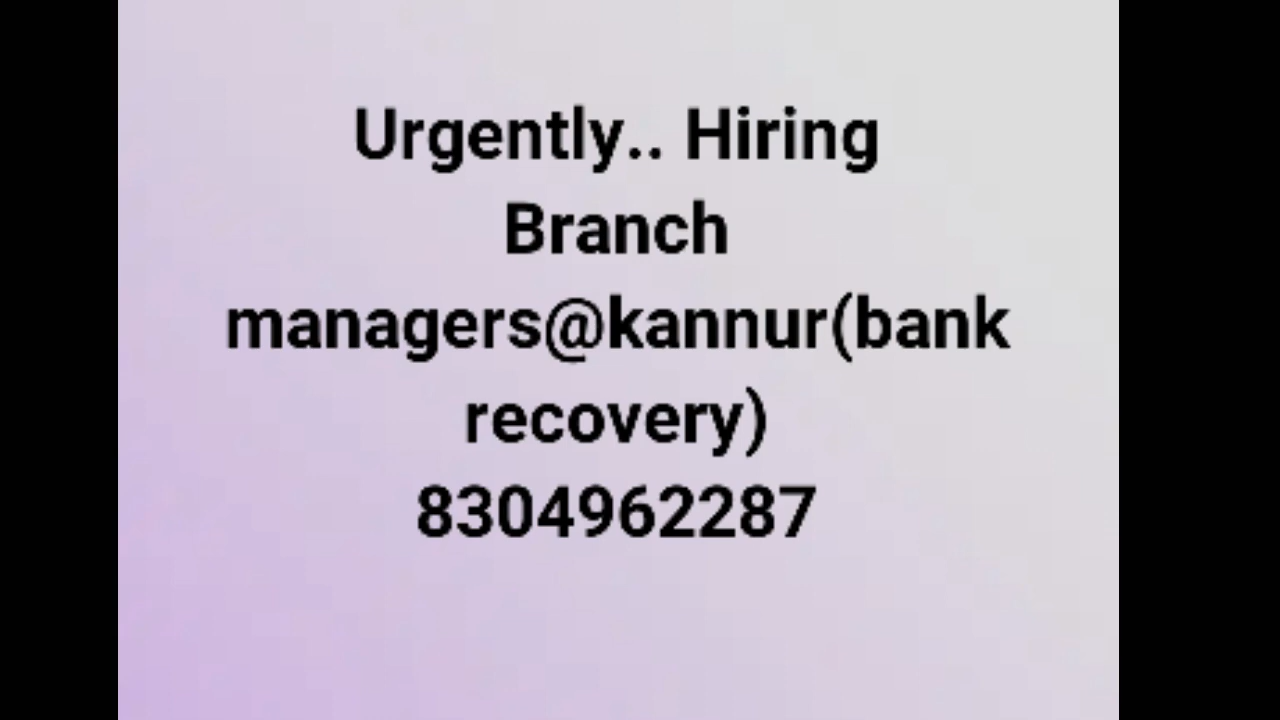 Urgently.. Hiring
Branch
managers@kannur(bank
recovery)
8304962287